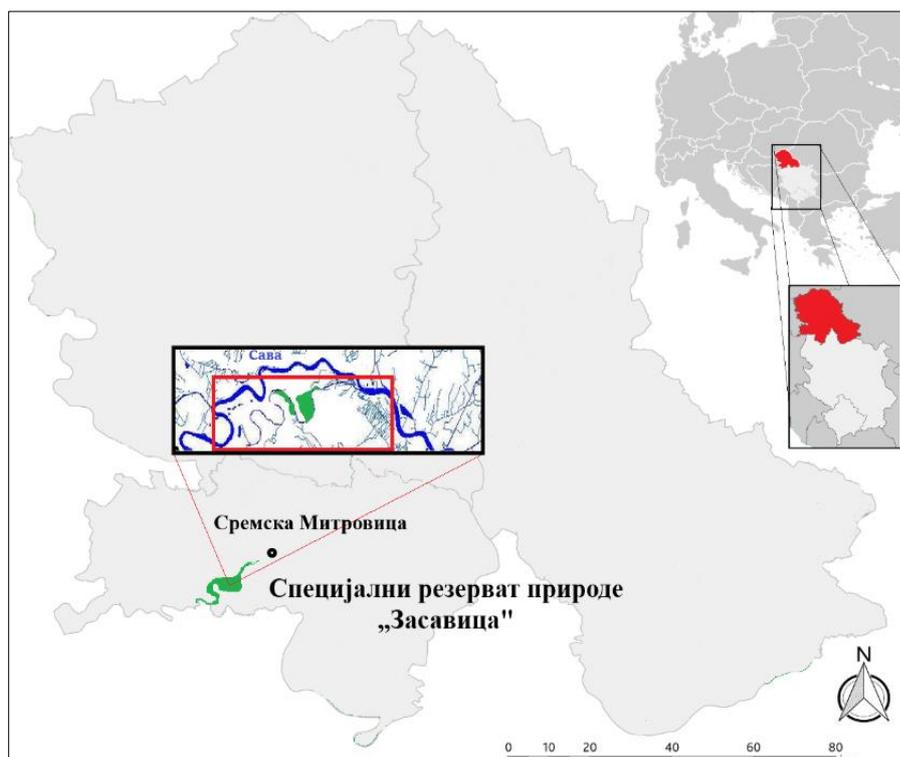 Сава
Сремска Митровица
Специјални резерват природе
„Засавица"
N
0 10 20 40 60 80